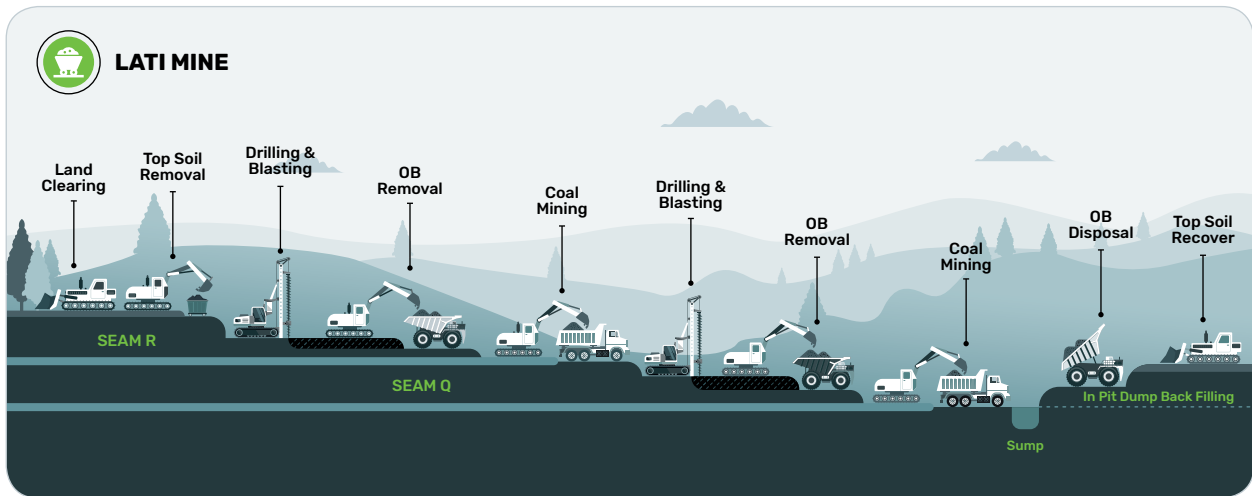 LATI MINE
Land
Clearing
Top Soil
Removal
Drilling &
Blasting
OB
Removal
Coal
Mining
Drilling &
Blasting
OB
Removal
Coal
Mining
OB
Disposal
Top Soil
Recover
SEAM R
SEAM Q
In Pit Dump Back Filling
Sump